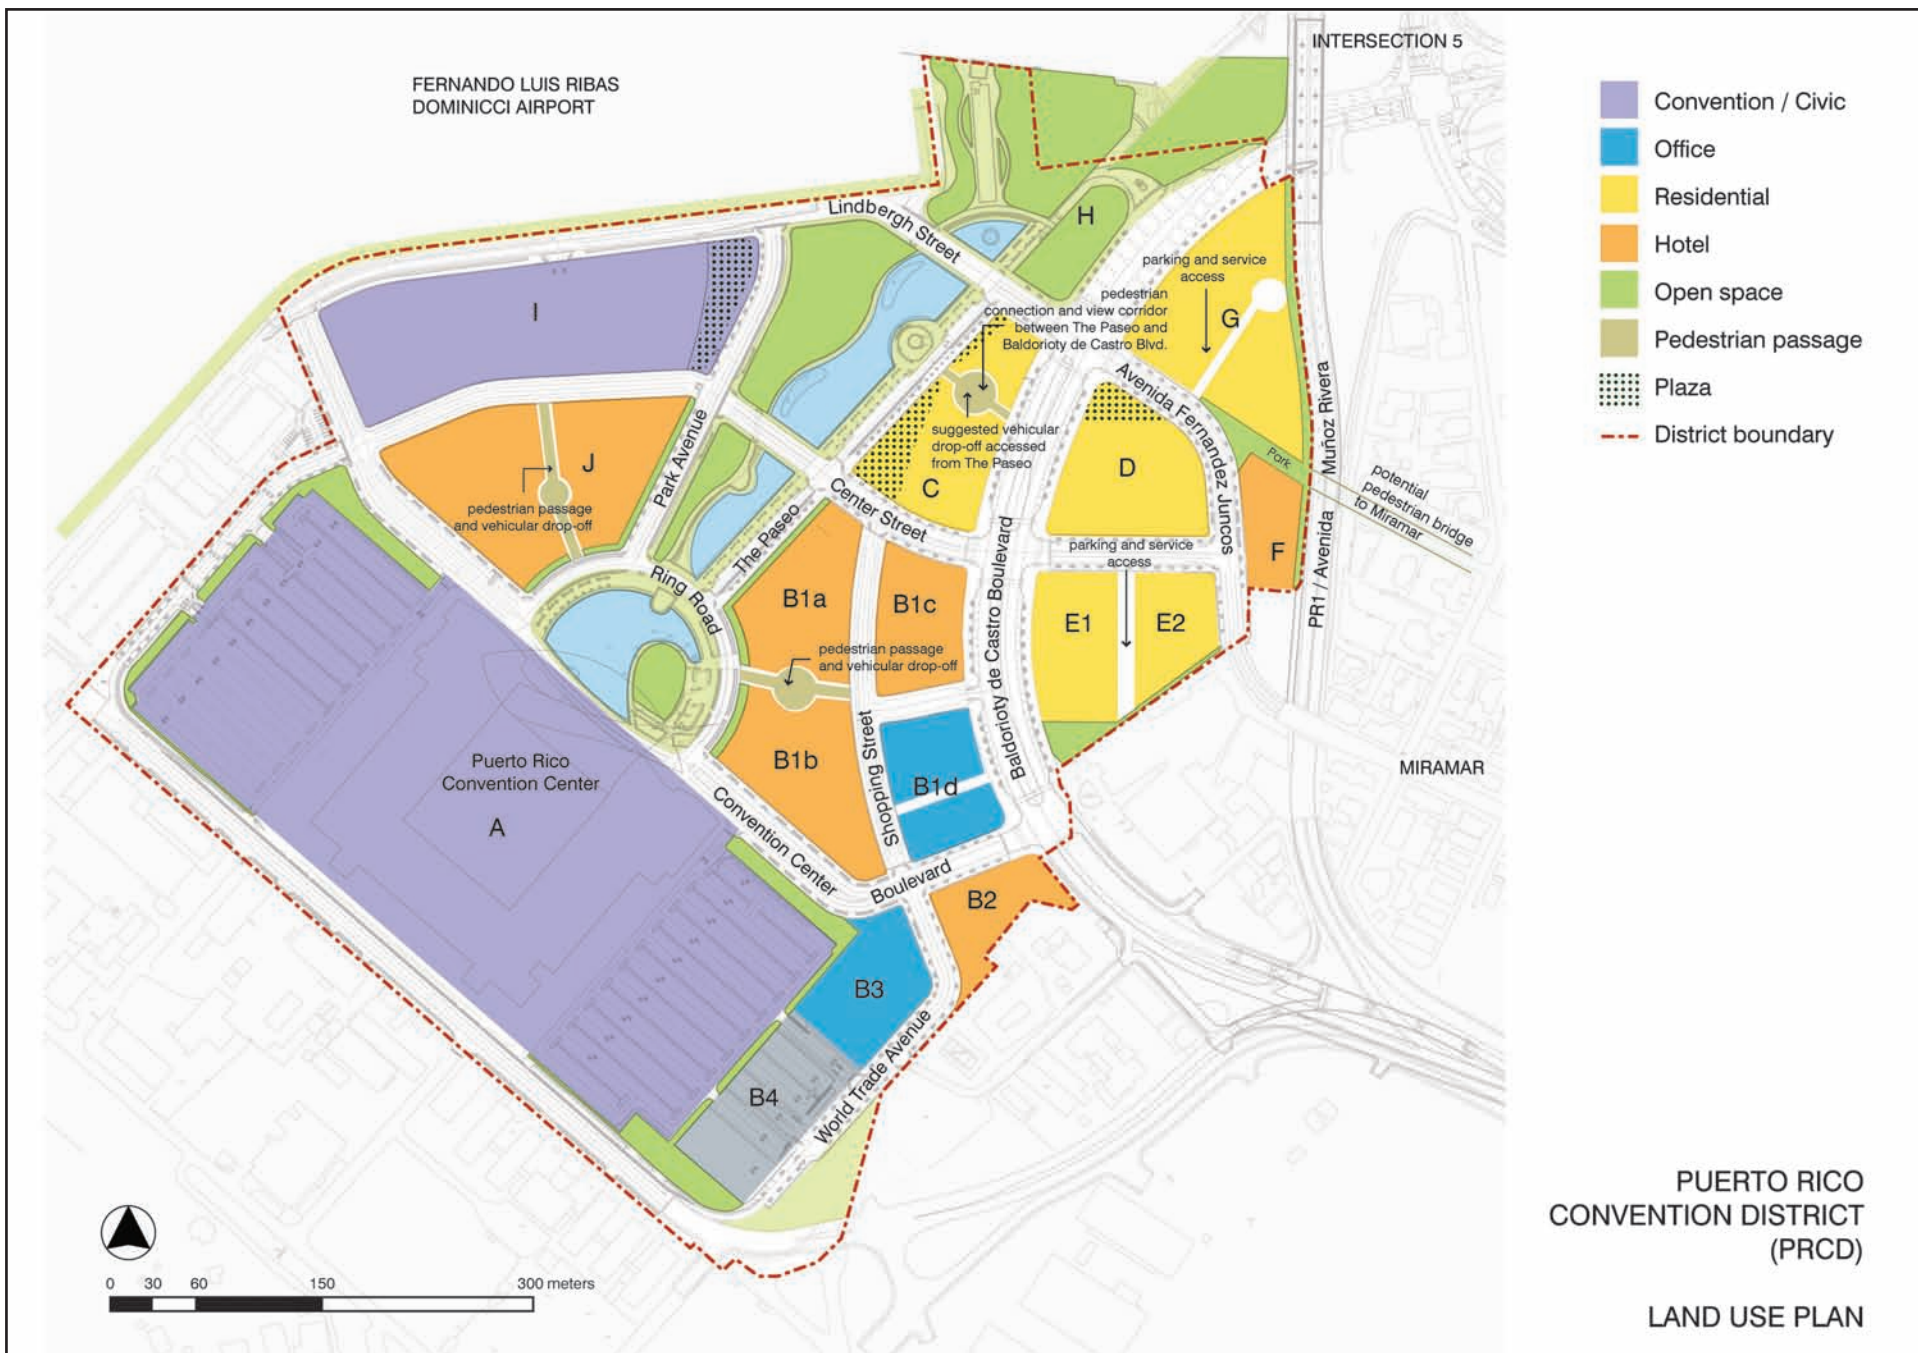 INTERSECTION 5
FERNANDO LUIS RIBAS
DOMINICCI AIRPORT
Convention / Civic
Office
Residential
Hotel
Open space
Pedestrian passage
Plaza
District boundary
Lindbergh Street
H
parking and service
access
pedestrian
connection and view corridor
between The Paseo and
Baldorioty de Castro Blvd.
G
I
Avenida Fernandez Juncos
PR1 / Avenida Muñoz Rivera
suggested vehicular
drop-off accessed
from The Paseo
C
D
Park
potential
pedestrian bridge
to Miramar
J
pedestrian passage
and vehicular drop-off
Park Avenue
Center Street
The Paseo
Ring Road
Baldorioty de Castro Boulevard
parking and service
access
F
B1a
B1c
E1
E2
pedestrian passage
and vehicular drop-off
Shopping Street
B1b
B1d
MIRAMAR
Puerto Rico
Convention Center
A
Convention Center
Boulevard
B2
B3
B4
World Trade Avenue
0 30 60 150 300 meters
PUERTO RICO
CONVENTION DISTRICT
(PRCD)
LAND USE PLAN